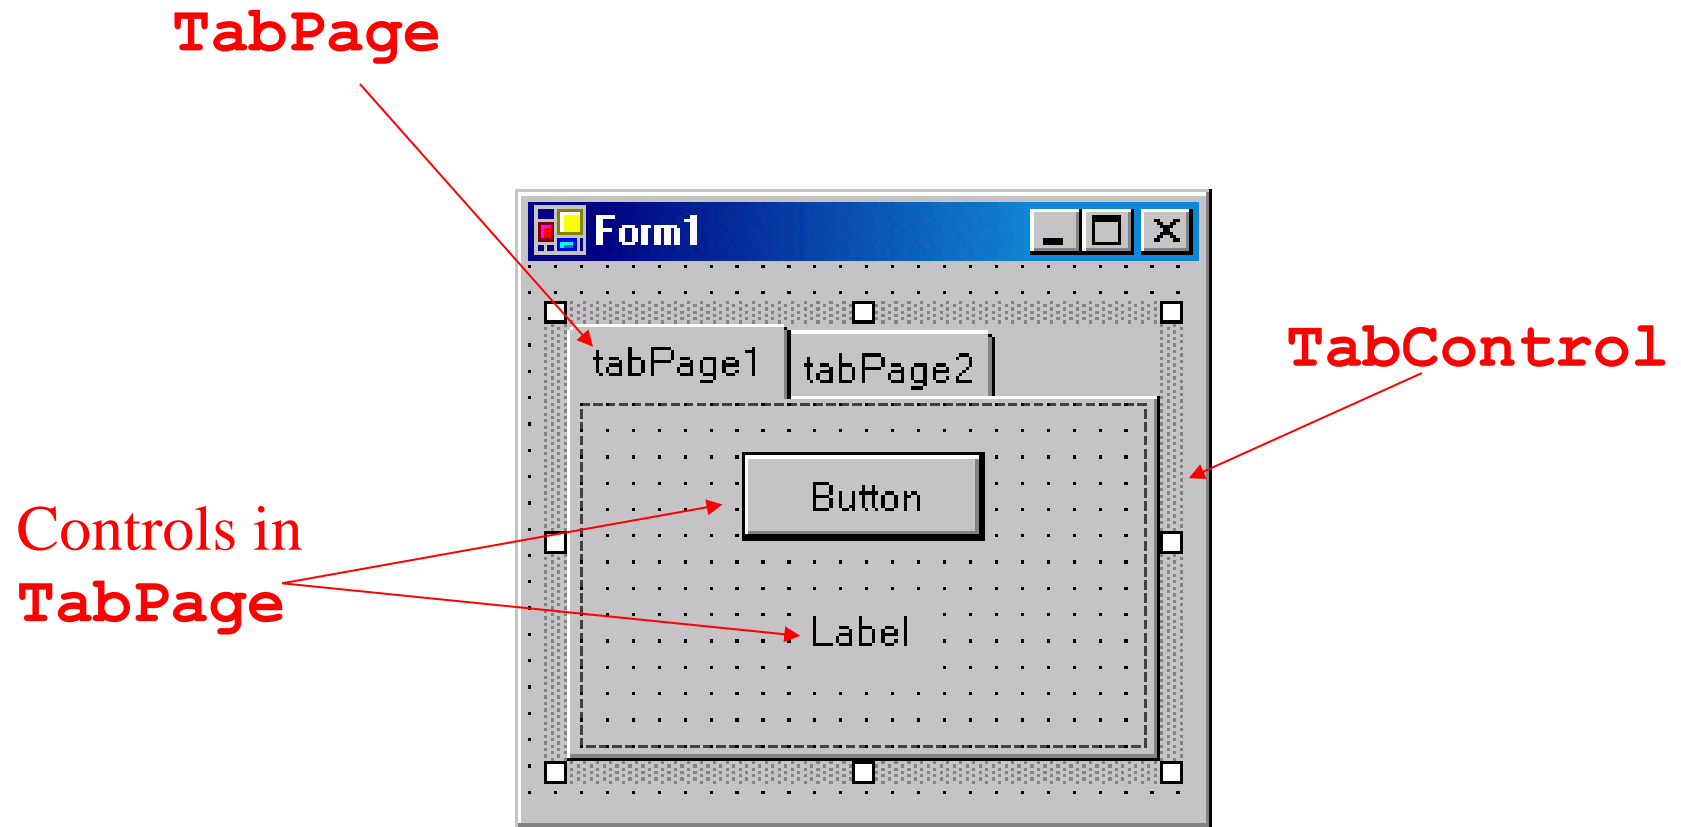 TabPage
Form1
TabControl
tabPage1
tabPage2
Button
Controls in
TabPage
Label